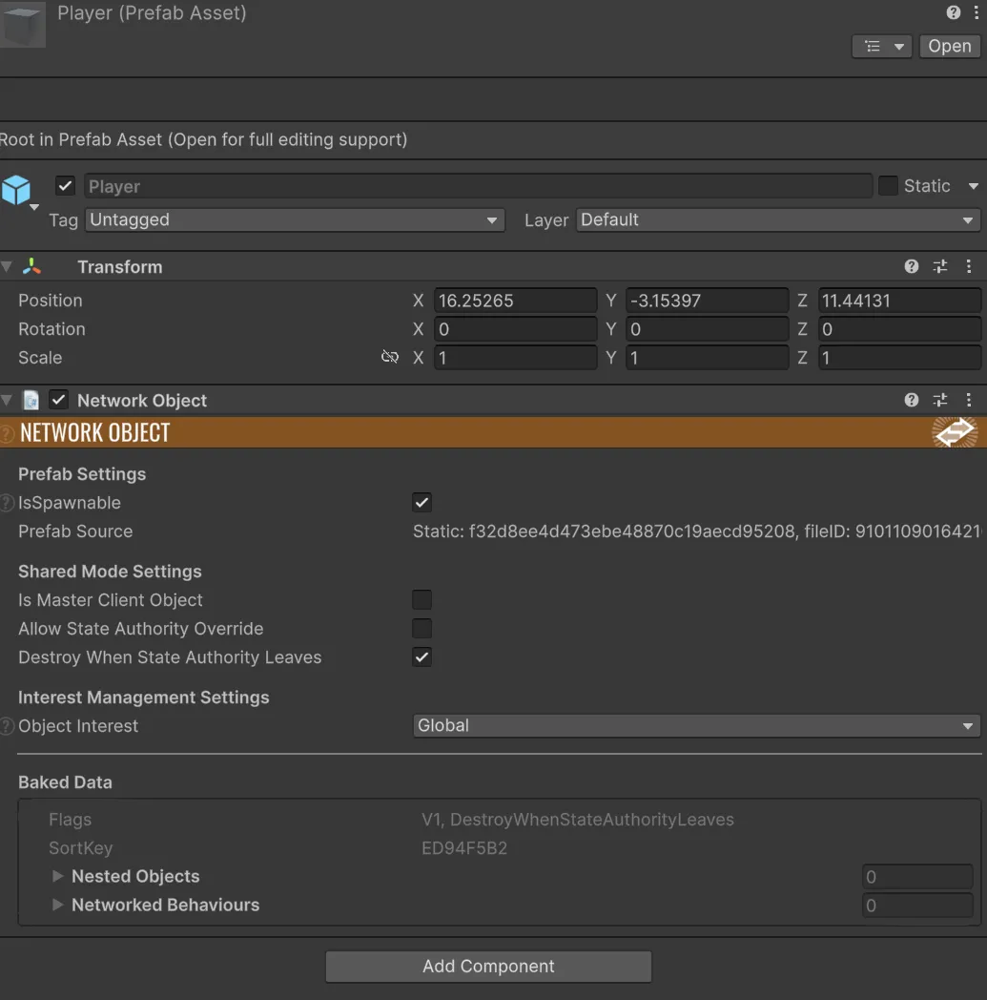 Player (Prefab Asset)
Open
Root in Prefab Asset (Open for full editing support)
Player Static
Tag Untagged Layer Default
Transform
Position X 16.25265 Y -3.15397 Z 11.44131
Rotation X 0 Y 0 Z 0
Scale X 1 Y 1 Z 1
Network Object
NETWORK OBJECT
Prefab Settings
IsSpawnable
Prefab Source Static: f32d8ee4d473ebe48870c19aecd95208, fileID: 9101109016421
Shared Mode Settings
Is Master Client Object
Allow State Authority Override
Destroy When State Authority Leaves
Interest Management Settings
Object Interest Global
Baked Data
Flags V1, DestroyWhenStateAuthorityLeaves
SortKey ED94F5B2
Nested Objects 0
Networked Behaviours 0
Add Component